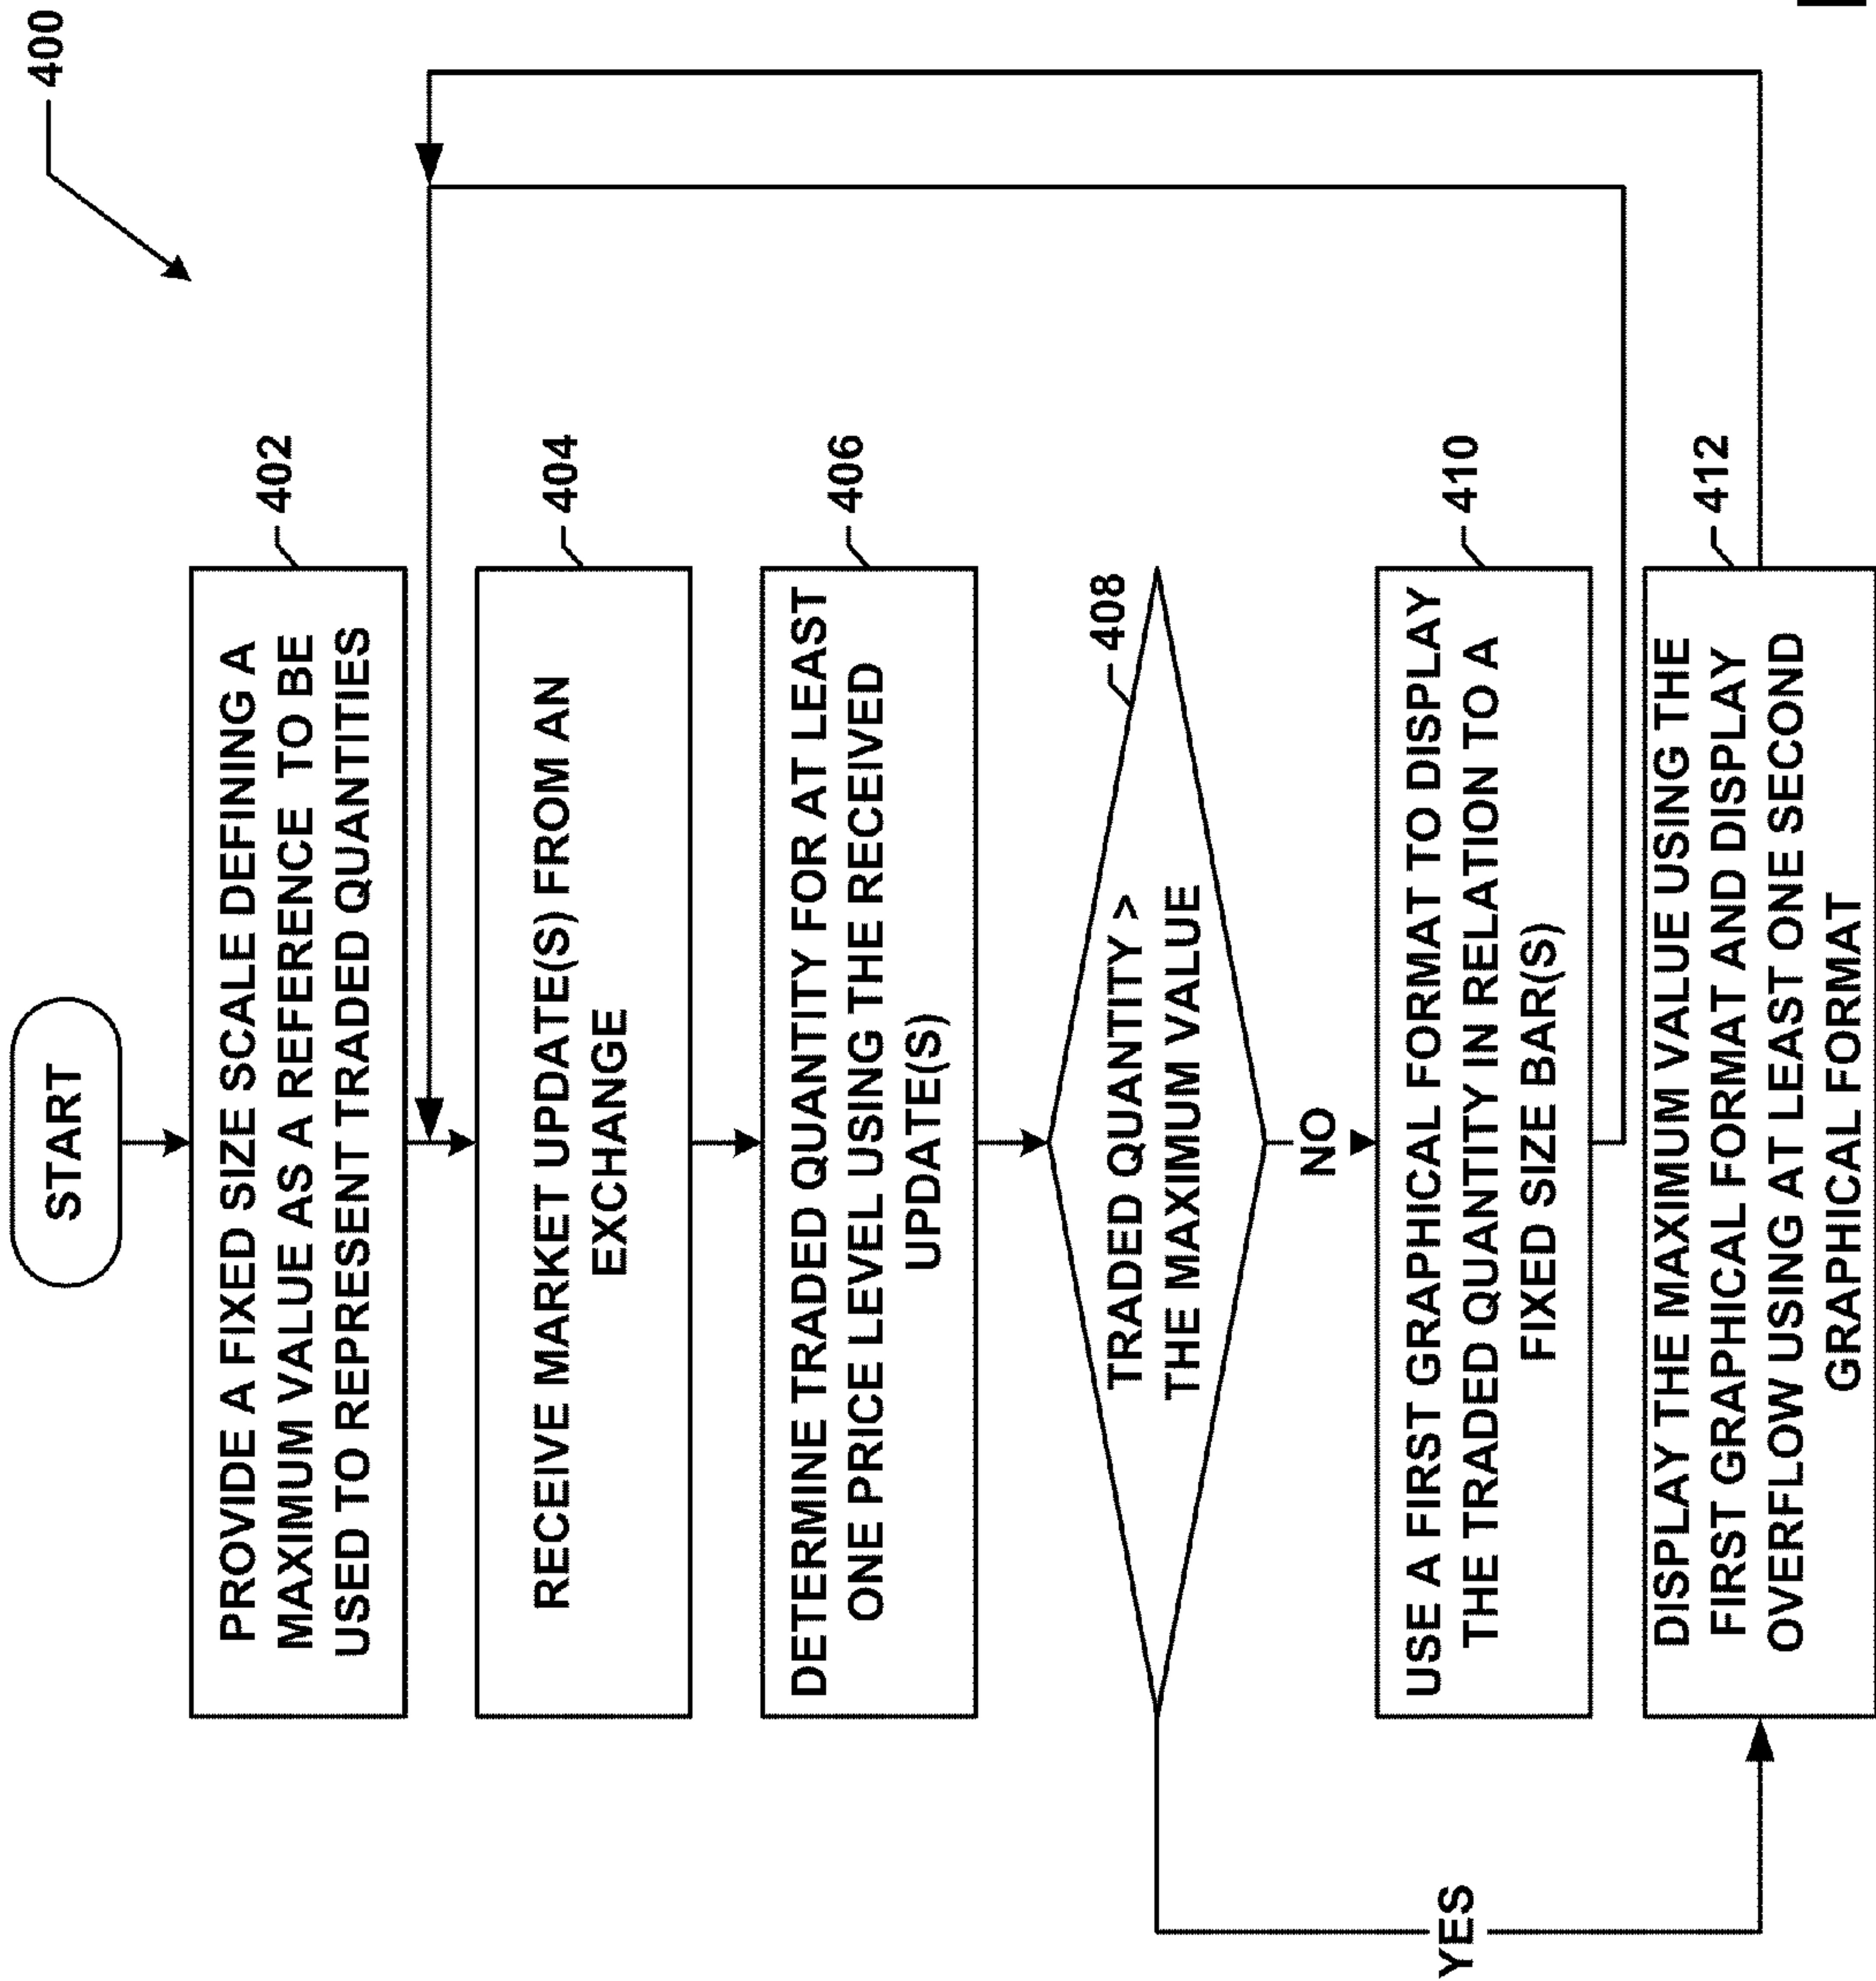 400
START
402
PROVIDE A FIXED SIZE SCALE DEFINING A
MAXIMUM VALUE AS A REFERENCE TO BE
USED TO REPRESENT TRADED QUANTITIES
404
RECEIVE MARKET UPDATE(S) FROM AN
EXCHANGE
406
DETERMINE TRADED QUANTITY FOR AT LEAST
ONE PRICE LEVEL USING THE RECEIVED
UPDATE(S)
408
TRADED QUANTITY >
THE MAXIMUM VALUE
NO
YES
410
USE A FIRST GRAPHICAL FORMAT TO DISPLAY
THE TRADED QUANTITY IN RELATION TO A
FIXED SIZE BAR(S)
412
DISPLAY THE MAXIMUM VALUE USING THE
FIRST GRAPHICAL FORMAT AND DISPLAY
OVERFLOW USING AT LEAST ONE SECOND
GRAPHICAL FORMAT